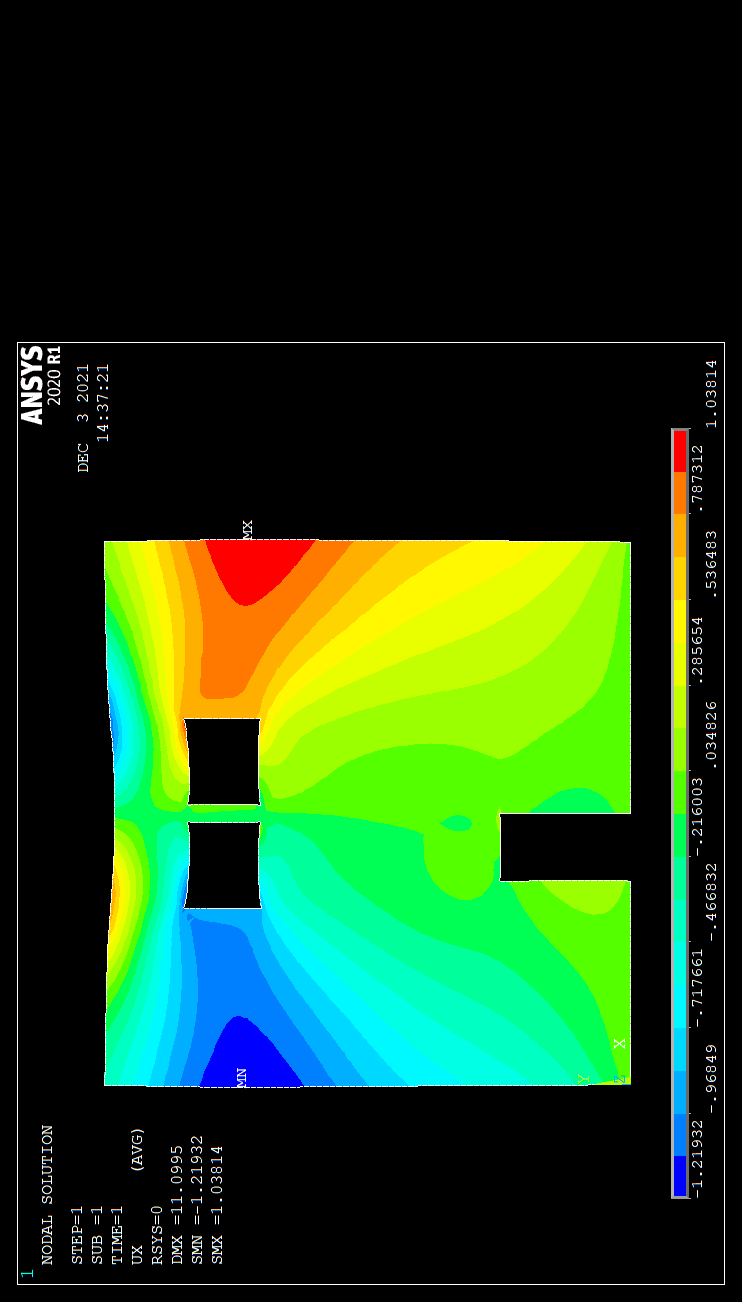 1
NODAL SOLUTION
STEP=1
SUB =1
TIME=1
UX       (AVG)
RSYS=0
DMX =11.0995
SMN =-1.21932
SMX =1.03814
ANSYS
2020 R1
DEC  3 2021
14:37:21
MN
MX
Y
Z
X
-1.21932
-.96849
-.717661
-.466832
-.216003
.034826
.285654
.536483
.787312
1.03814